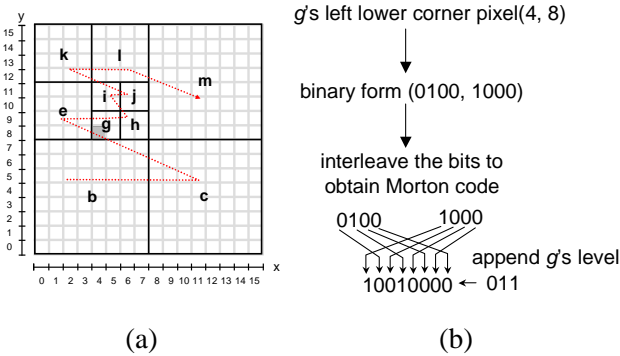 y
15
14
13
12
11
10
9
8
7
6
5
4
3
2
1
0
k l
m
i j
e
g h
b c
x
0 1 2 3 4 5 6 7 8 9 10 11 12 13 14 15
(a)
g's left lower corner pixel(4, 8)
binary form (0100, 1000)
interleave the bits to
obtain Morton code
0100 1000
append g's level
10010000 ← 011
(b)